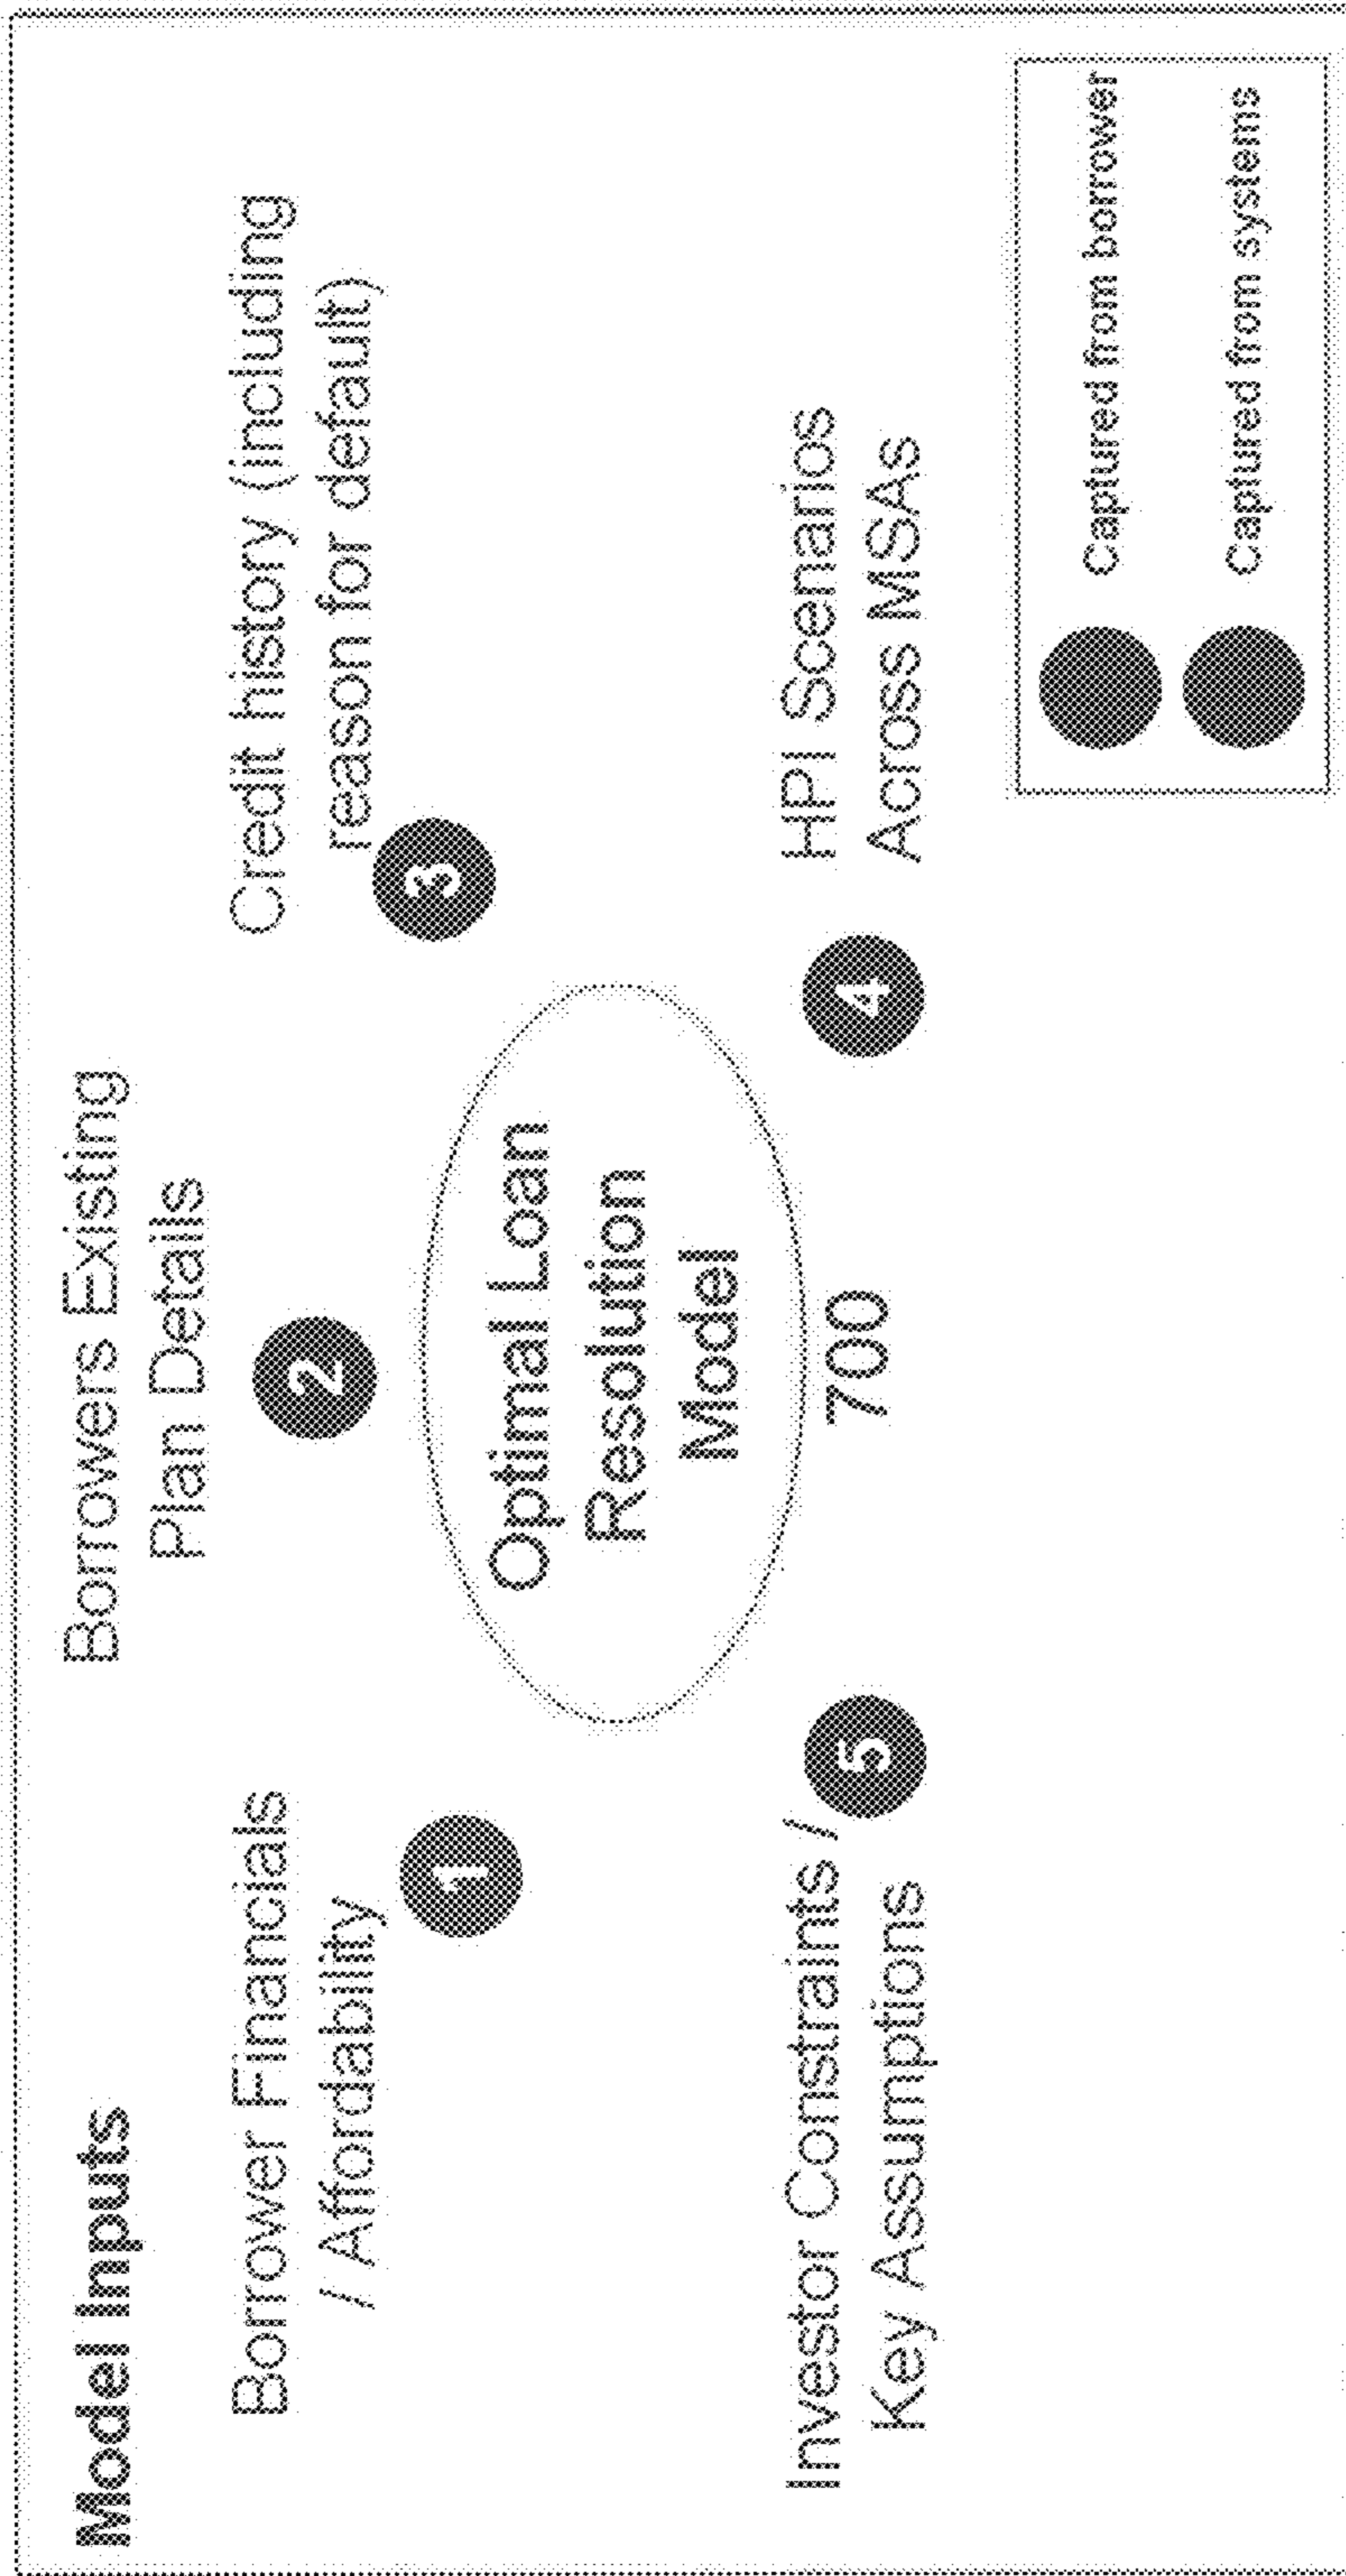 Model Inputs
Borrowers Existing
Plan Details
2
Borrower Financials
/ Affordability
1
Credit history (including
reason for default)
3
Optimal Loan
Resolution
Model
700
Investor Constraints /
Key Assumptions
5
4
HPI Scenarios
Across MSAs
Captured from borrower
Captured from systems